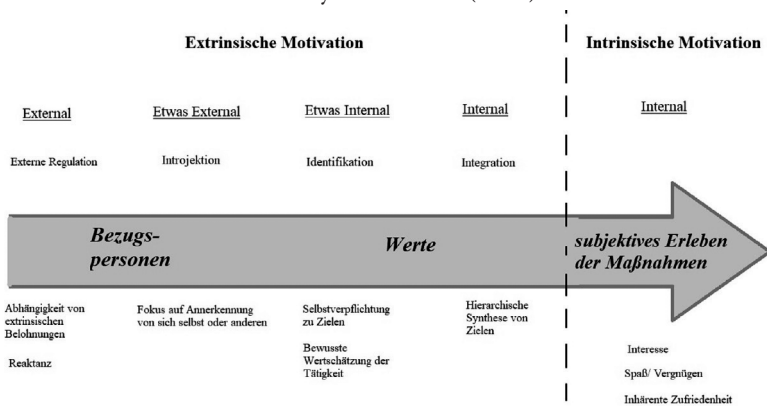 Extrinsische Motivation
Intrinsische Motivation
External
Etwas External
Etwas Internal
Internal
Internal
Externe Regulation
Introjektion
Identifikation
Integration
Bezugs-
personen
Werte
subjektives Erleben
der Maßnahmen
Abhängigkeit von
extrinsischen
Belohnungen
Reaktanz
Fokus auf Annerkennung
von sich selbst oder anderen
Selbstverpflichtung
zu Zielen
Bewusste
Wertschätzung der
Tätigkeit
Hierarchische
Synthese von
Zielen
Interesse
Spaß/ Vergnügen
Inhärente Zufriedenheit